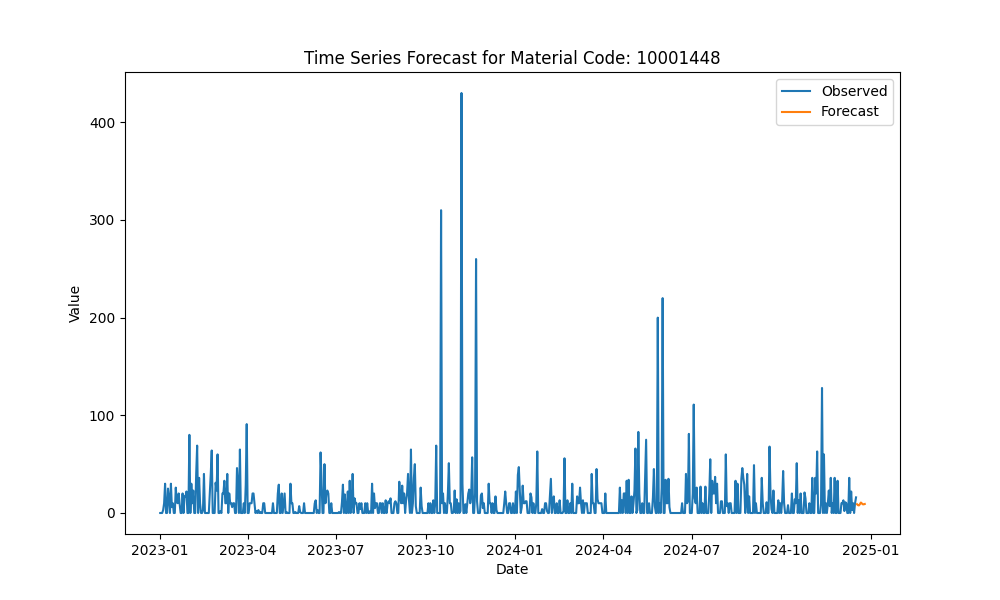 Time Series Forecast for Material Code: 10001448
Observed
Forecast
Value
400
300
200
100
0
2023-01
2023-04
2023-07
2023-10
2024-01
2024-04
2024-07
2024-10
2025-01
Date